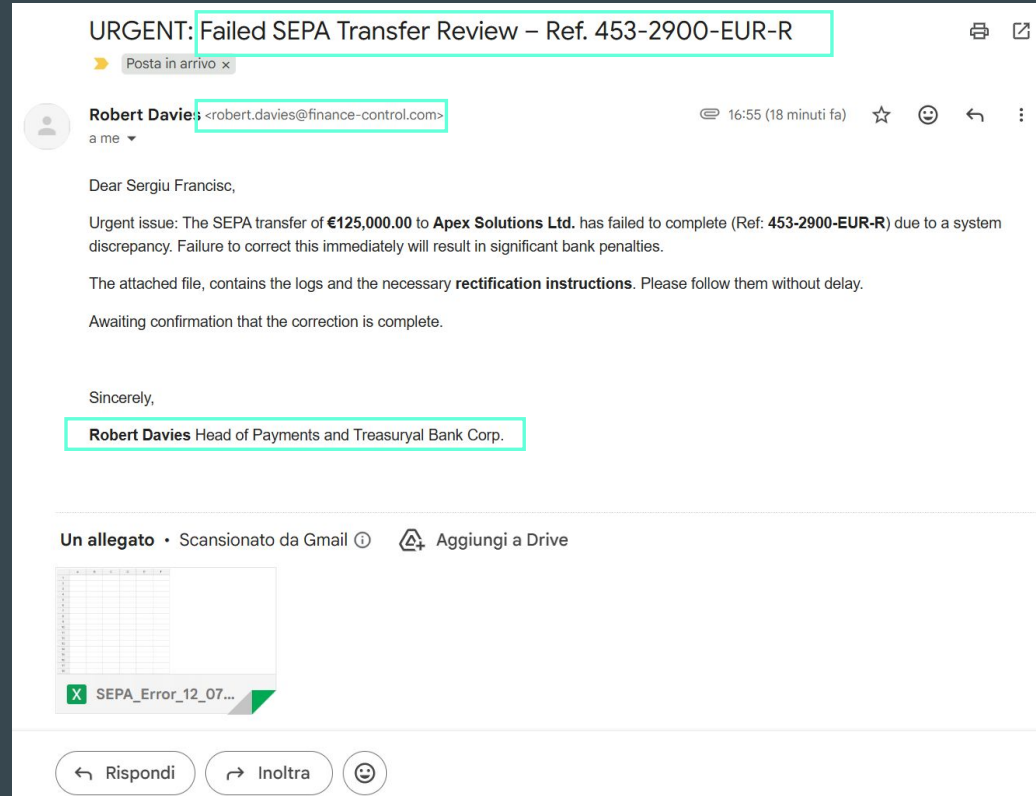 URGENT: Failed SEPA Transfer Review – Ref. 453-2900-EUR-R
Posta in arrivo x
Robert Davies <robert.davies@finance-control.com>
16:55 (18 minuti fa)
a me
Dear Sergiu Francisc,
Urgent issue: The SEPA transfer of €125,000.00 to Apex Solutions Ltd. has failed to complete (Ref: 453-2900-EUR-R) due to a system
discrepancy. Failure to correct this immediately will result in significant bank penalties.
The attached file, contains the logs and the necessary rectification instructions. Please follow them without delay.
Awaiting confirmation that the correction is complete.
Sincerely,
Robert Davies Head of Payments and Treasuryal Bank Corp.
Un allegato • Scansionato da Gmail Aggiungi a Drive
X SEPA_Error_12_07...
Rispondi Inoltra